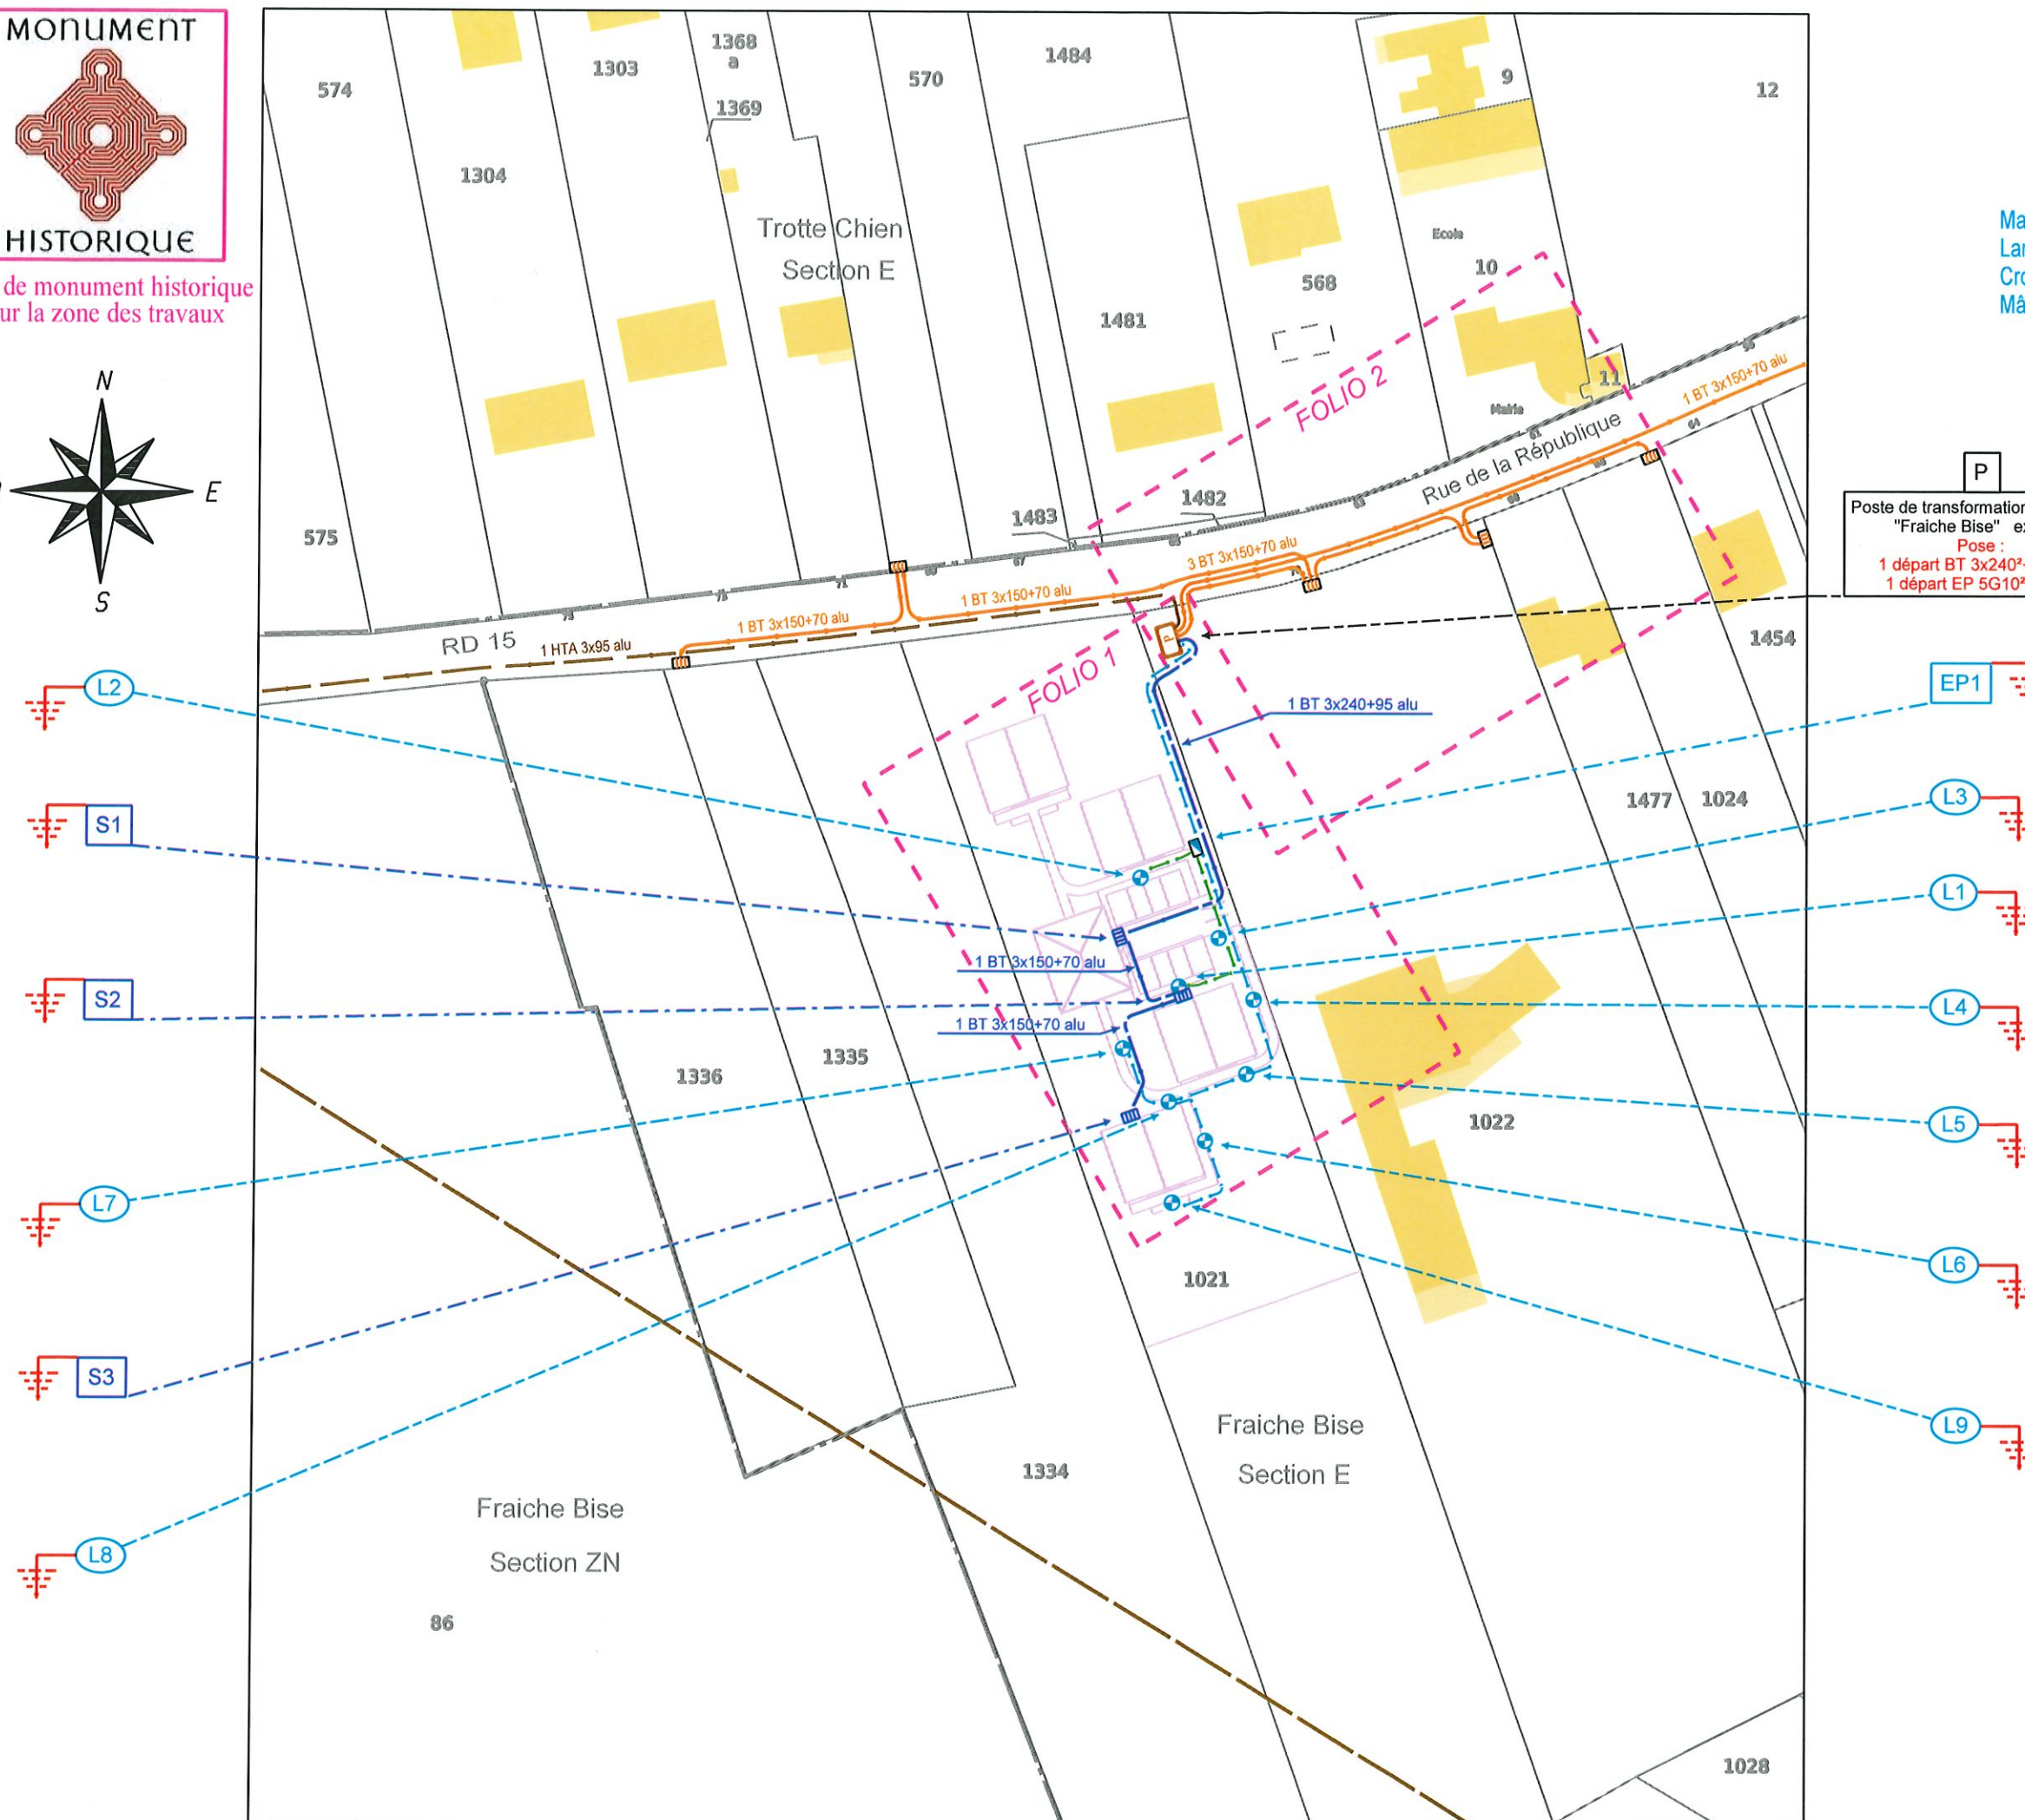 MONUMENT
HISTORIQUE
de monument historique
ur la zone des travaux
N
E
S
574
1304
1303
1368
a
1369
570
1484
9
12
Trotte Chien
Section E
1481
568
Ecole
10
11
Mairie
575
1483
1482
Rue de la République
1 BT 3x150+70 alu
3 BT 3x150+70 alu
1 BT 3x150+70 alu
1 BT 3x150+70 alu
RD 15
1 HTA 3x95 alu
FOLIO 2
FOLIO 1
P
P
Poste de transformation
"Fraiche Bise" ex
Pose :
1 départ BT 3x240²
1 départ EP 5G10²
Ma
Lar
Cro
Mâ
1 BT 3x240+95 alu
1 BT 3x150+70 alu
1 BT 3x150+70 alu
L2
S1
S2
L7
S3
L8
EP1
L3
L1
L4
L5
L6
L9
1454
1477
1024
1336
1335
1022
1021
1334
Fraiche Bise
Section E
Fraiche Bise
Section ZN
86
1028